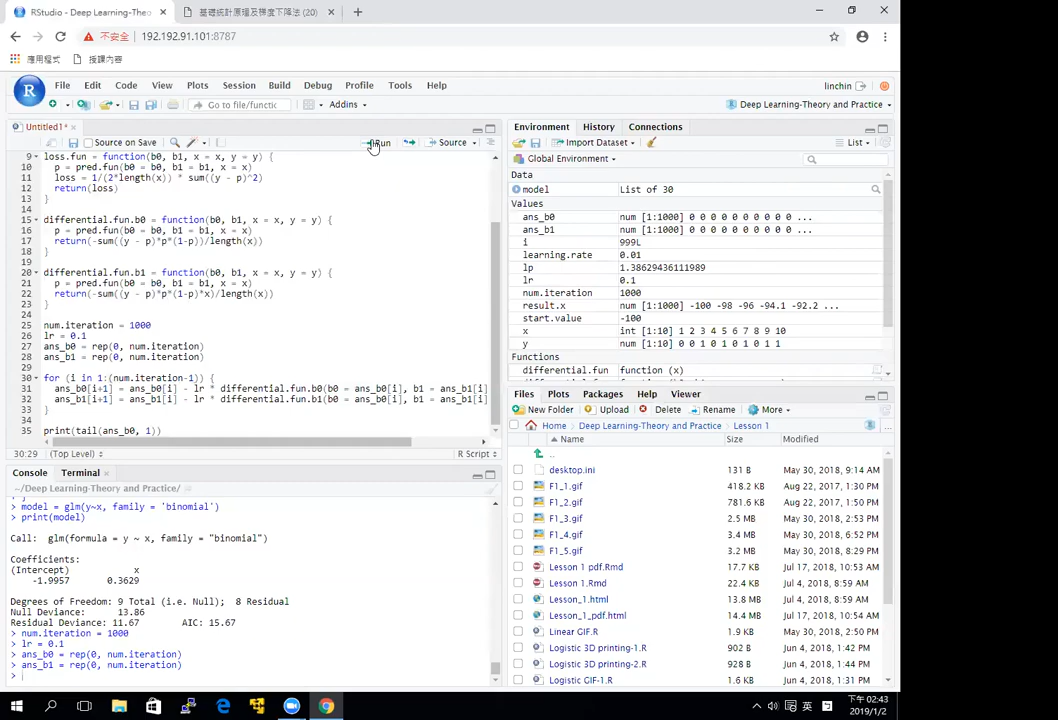 RStudio - Deep Learning-Theo
基礎統計原理及梯度下降法 (20)
不安全
192.192.91.101:8787
應用程式
授課內容
File Edit Code View Plots Session Build Debug Profile Tools Help
linchin
Go to file/functic
Addins
Deep Learning-Theory and Practice
Untitled1*
Source on Save
Run
Source
9 loss.fun = function(b0, b1, x = x, y = y) {
10 p = pred.fun(b0 = b0, b1 = b1, x = x)
11 loss = 1/(2*length(x)) * sum((y - p)^2)
12 return(loss)
13 }
14
15 differential.fun.b0 = function(b0, b1, x = x, y = y) {
16 p = pred.fun(b0 = b0, b1 = b1, x = x)
17 return(-sum((y - p)*p*(1-p))/length(x))
18 }
19
20 differential.fun.b1 = function(b0, b1, x = x, y = y) {
21 p = pred.fun(b0 = b0, b1 = b1, x = x)
22 return(-sum((y - p)*p*(1-p)*x)/length(x))
23 }
24
25 num.iteration = 1000
26 lr = 0.1
27 ans_b0 = rep(0, num.iteration)
28 ans_b1 = rep(0, num.iteration)
29
30 for (i in 1:(num.iteration-1)) {
31 ans_b0[i+1] = ans_b0[i] - lr * differential.fun.b0(b0 = ans_b0[i], b1 = ans_b1[i]
32 ans_b1[i+1] = ans_b1[i] - lr * differential.fun.b1(b0 = ans_b0[i], b1 = ans_b1[i]
33 }
34
35 print(tail(ans_b0, 1))
30:29 (Top Level) R Script
Console Terminal
~/Deep Learning-Theory and Practice/
> model = glm(y~x, family = 'binomial')
> print(model)
Call: glm(formula = y ~ x, family = "binomial")
Coefficients:
(Intercept) x
-1.9957 0.3629
Degrees of Freedom: 9 Total (i.e. Null); 8 Residual
Null Deviance: 13.86
Residual Deviance: 11.67 AIC: 15.67
> num.iteration = 1000
> lr = 0.1
> ans_b0 = rep(0, num.iteration)
> ans_b1 = rep(0, num.iteration)
>
Environment History Connections
Import Dataset
List
Global Environment
Data
model List of 30
Values
ans_b0 num [1:1000] 0 0 0 0 0 0 0 0 0 0 ...
ans_b1 num [1:1000] 0 0 0 0 0 0 0 0 0 0 ...
i 999L
learning.rate 0.01
lp 1.38629436111989
lr 0.1
num.iteration 1000
result.x num [1:1000] -100 -98 -96 -94.1 -92.2 ...
start.value -100
x int [1:10] 1 2 3 4 5 6 7 8 9 10
y num [1:10] 0 0 1 0 1 0 1 0 1 1
Functions
differential.fun function (x)
Files Plots Packages Help Viewer
New Folder Upload Delete Rename More
Home Deep Learning-Theory and Practice Lesson 1 ...
Name Size Modified
..
desktop.ini 131 B May 30, 2018, 9:14 AM
F1_1.gif 418.2 KB Aug 22, 2017, 1:30 PM
F1_2.gif 781.6 KB Aug 22, 2017, 1:50 PM
F1_3.gif 2.5 MB May 30, 2018, 2:53 PM
F1_4.gif 3.4 MB May 30, 2018, 6:52 PM
F1_5.gif 3.2 MB May 30, 2018, 8:29 PM
Lesson 1 pdf.Rmd 17.7 KB Jul 17, 2018, 10:53 AM
Lesson 1.Rmd 22.4 KB Jul 4, 2018, 8:59 AM
Lesson_1.html 13.8 MB Jul 4, 2018, 8:59 AM
Lesson_1_pdf.html 14.4 MB Jul 17, 2018, 10:54 AM
Linear GIF.R 1.9 KB May 30, 2018, 2:50 PM
Logistic 3D printing-1.R 902 B Jun 4, 2018, 1:42 PM
Logistic 3D printing-2.R 928 B Jun 4, 2018, 1:44 PM
Logistic GIF-1.R 1.6 KB Jun 4, 2018, 1:31 PM
英
下午 02:43
2019/1/2